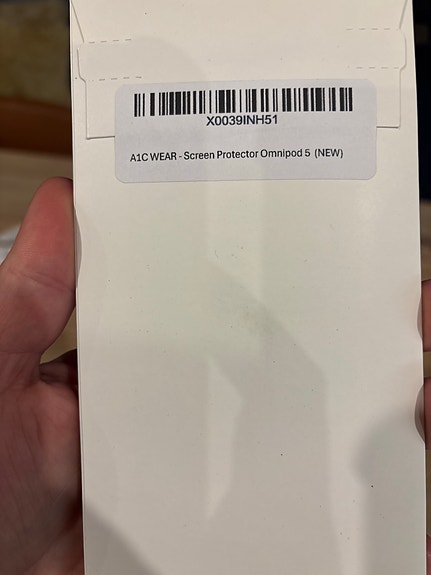 X0039INH51
A1C WEAR - Screen Protector Omnipod 5 (NEW)